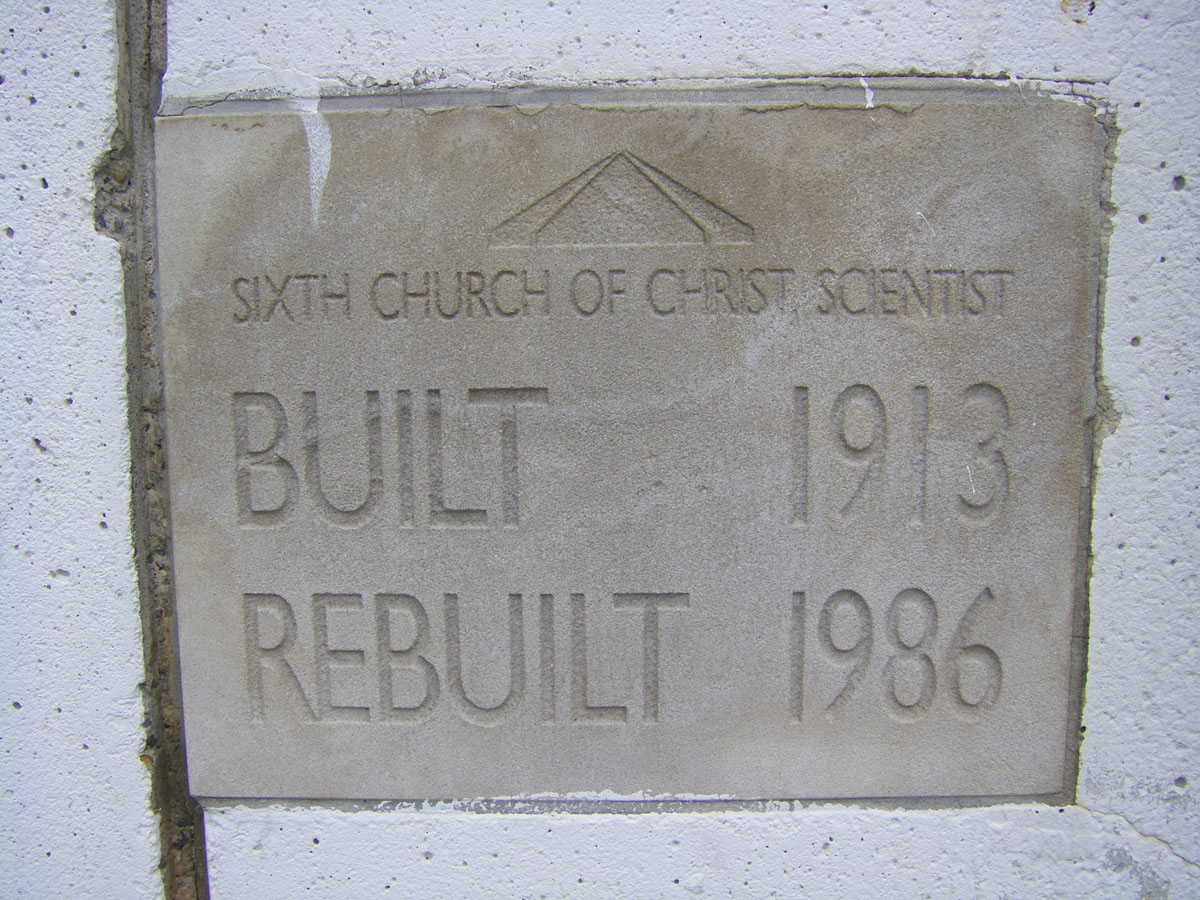 SIXTH CHURCH OF CHRIST, SCIENTIST
BUILT 1913
REBUILT 1986